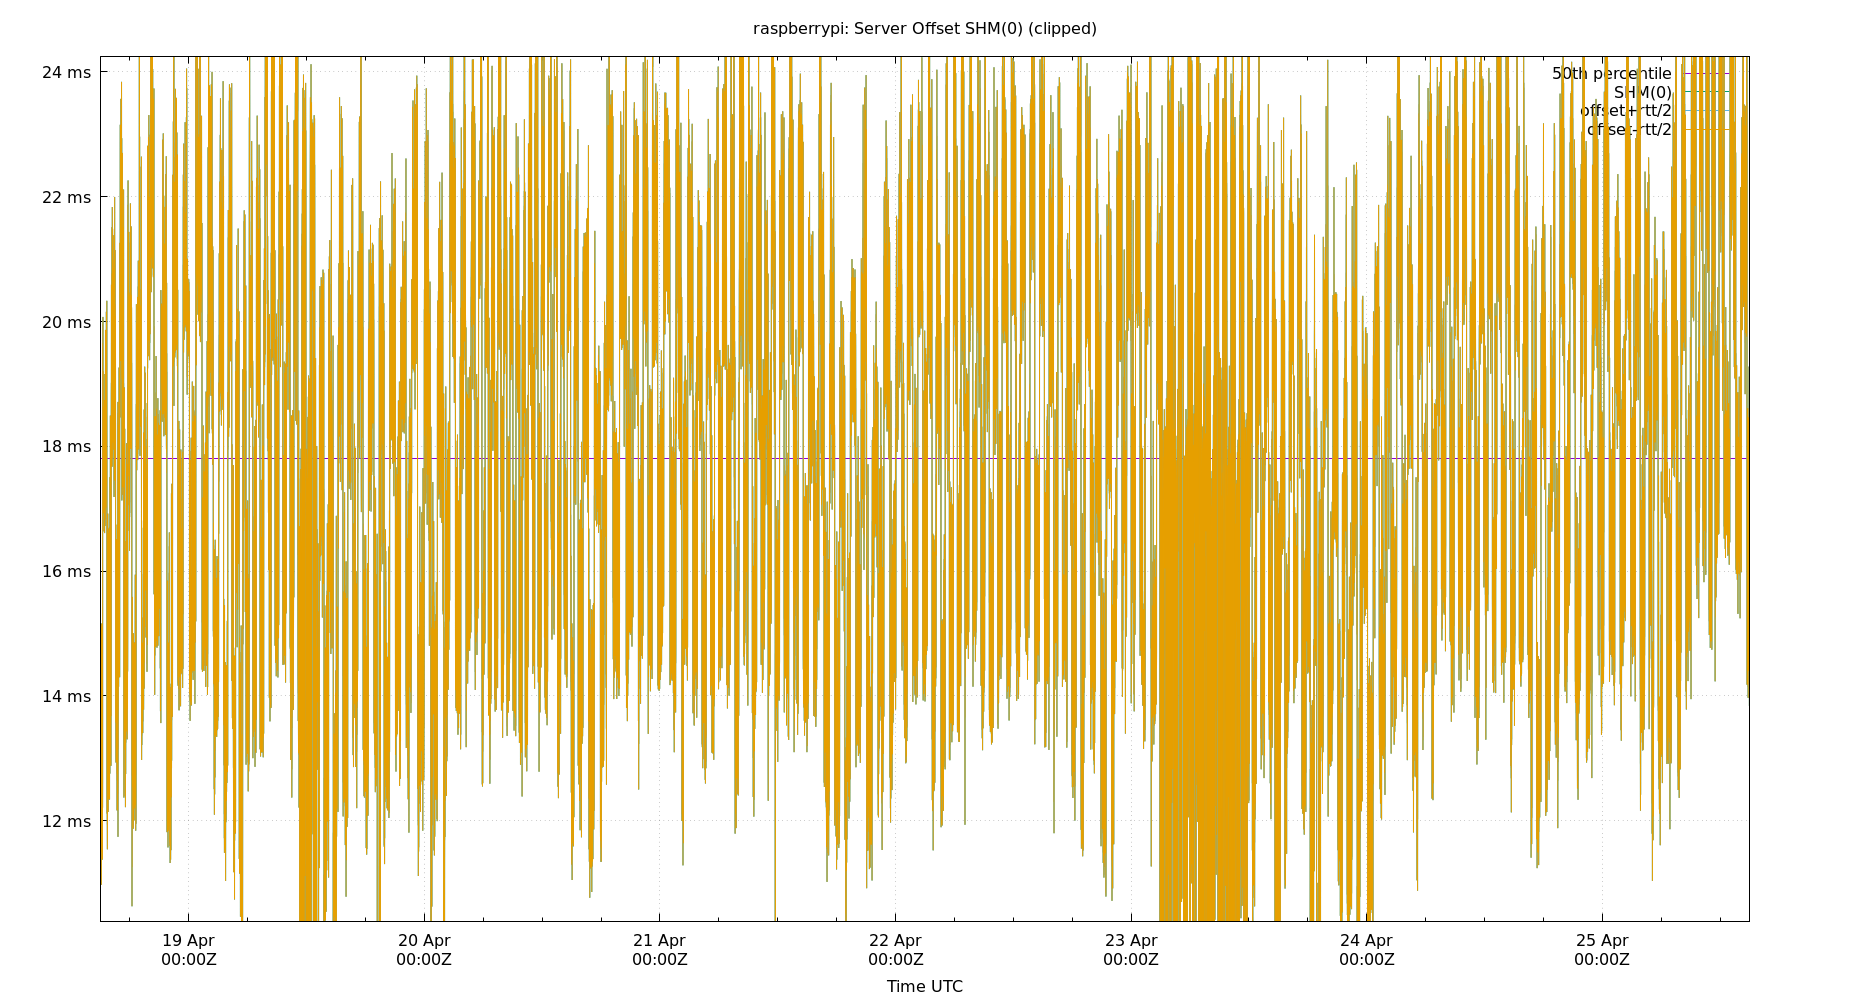 raspberrypi: Server Offset SHM(0) (clipped)
24 ms
22 ms
20 ms
18 ms
16 ms
14 ms
12 ms
50th percentile
SHM(0)
offset+rtt/2
offset-rtt/2
19 Apr
00:00Z
20 Apr
00:00Z
21 Apr
00:00Z
22 Apr
00:00Z
23 Apr
00:00Z
24 Apr
00:00Z
25 Apr
00:00Z
Time UTC